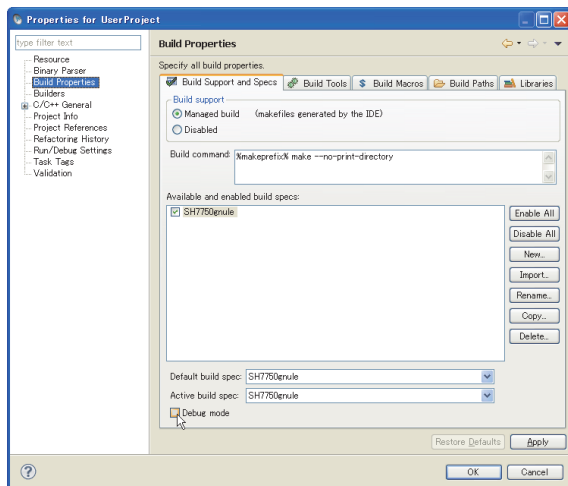 Properties for UserProject
type filter text
Resource
Binary Parser
Build Properties
Builders
C/C++ General
Project Info
Project References
Refactoring History
Run/Debug Settings
Task Tags
Validation
Build Properties
Specify all build properties.
Build Support and Specs
Build Tools
$ Build Macros
Build Paths
Libraries
Build support
Managed build (makefiles generated by the IDE)
Disabled
Build command: %makeprefix% make --no-print-directory
Available and enabled build specs:
SH7750gnule
Enable All
Disable All
New...
Import...
Rename...
Copy...
Delete...
Default build spec: SH7750gnule
Active build spec: SH7750gnule
Debug mode
Restore Defaults
Apply
?
OK
Cancel